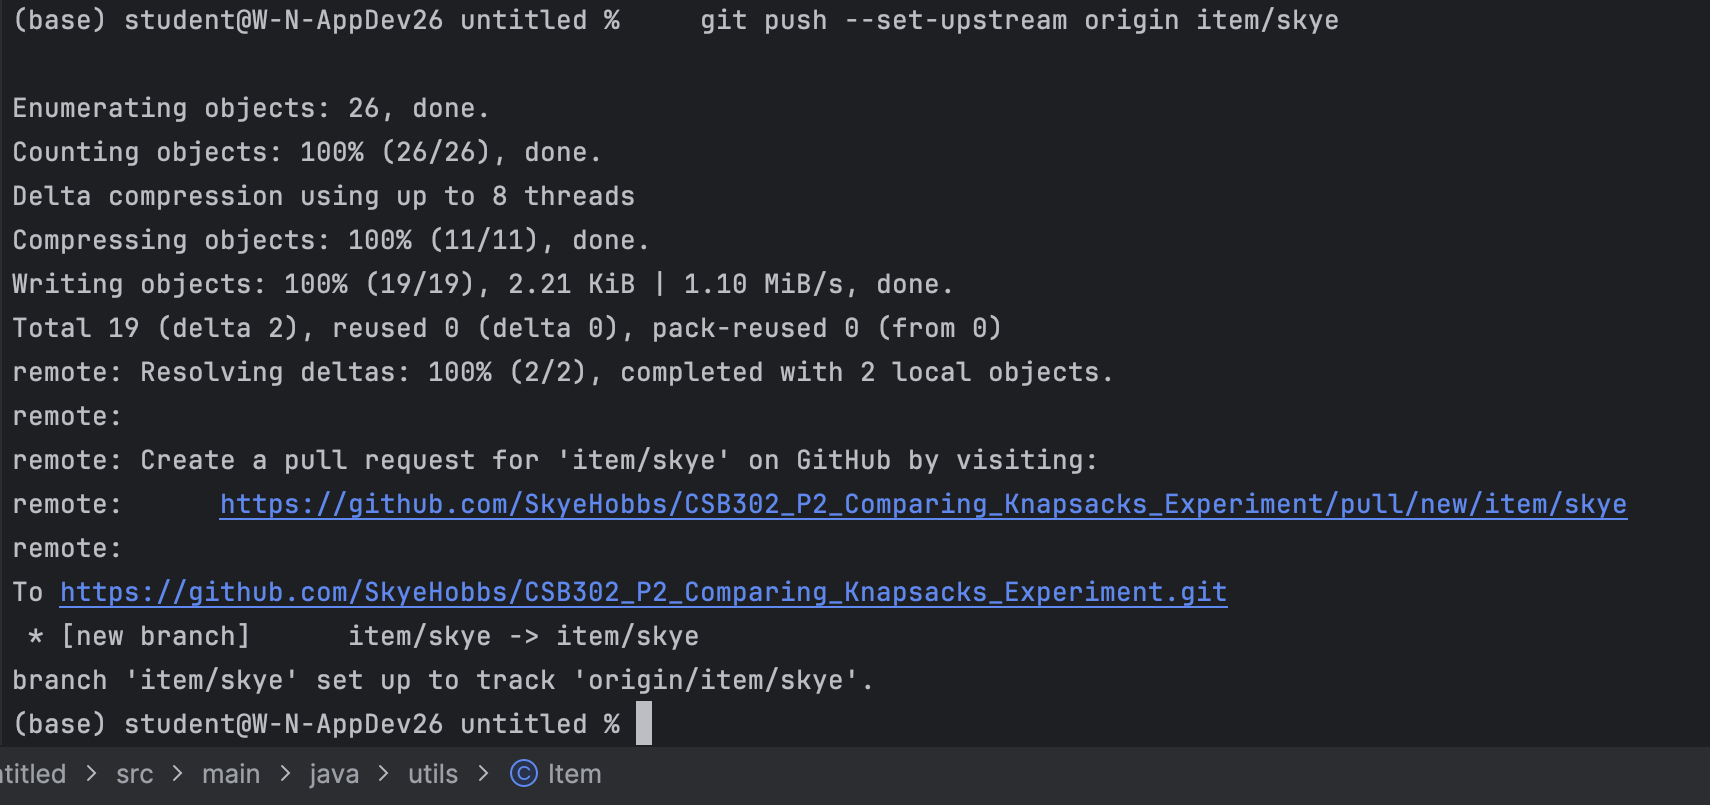 (base) student@W-N-AppDev26 untitled %     git push --set-upstream origin item/skye
Enumerating objects: 26, done.
Counting objects: 100% (26/26), done.
Delta compression using up to 8 threads
Compressing objects: 100% (11/11), done.
Writing objects: 100% (19/19), 2.21 KiB | 1.10 MiB/s, done.
Total 19 (delta 2), reused 0 (delta 0), pack-reused 0 (from 0)
remote: Resolving deltas: 100% (2/2), completed with 2 local objects.
remote:
remote: Create a pull request for 'item/skye' on GitHub by visiting:
remote:      https://github.com/SkyeHobbs/CSB302_P2_Comparing_Knapsacks_Experiment/pull/new/item/skye
remote:
To https://github.com/SkyeHobbs/CSB302_P2_Comparing_Knapsacks_Experiment.git
 * [new branch]      item/skye -> item/skye
branch 'item/skye' set up to track 'origin/item/skye'.
(base) student@W-N-AppDev26 untitled %
ntitled > src > main > java > utils > © Item